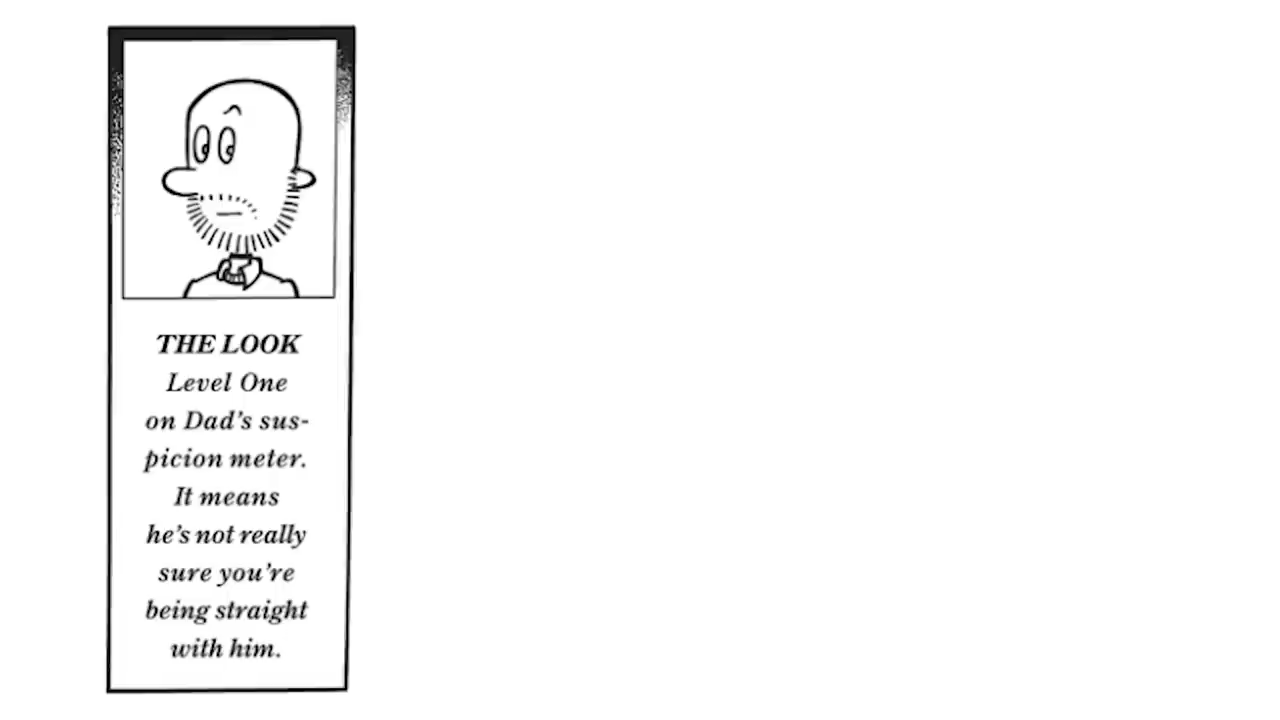 THE LOOK
Level One
on Dad's sus-
picion meter.
It means
he's not really
sure you're
being straight
with him.